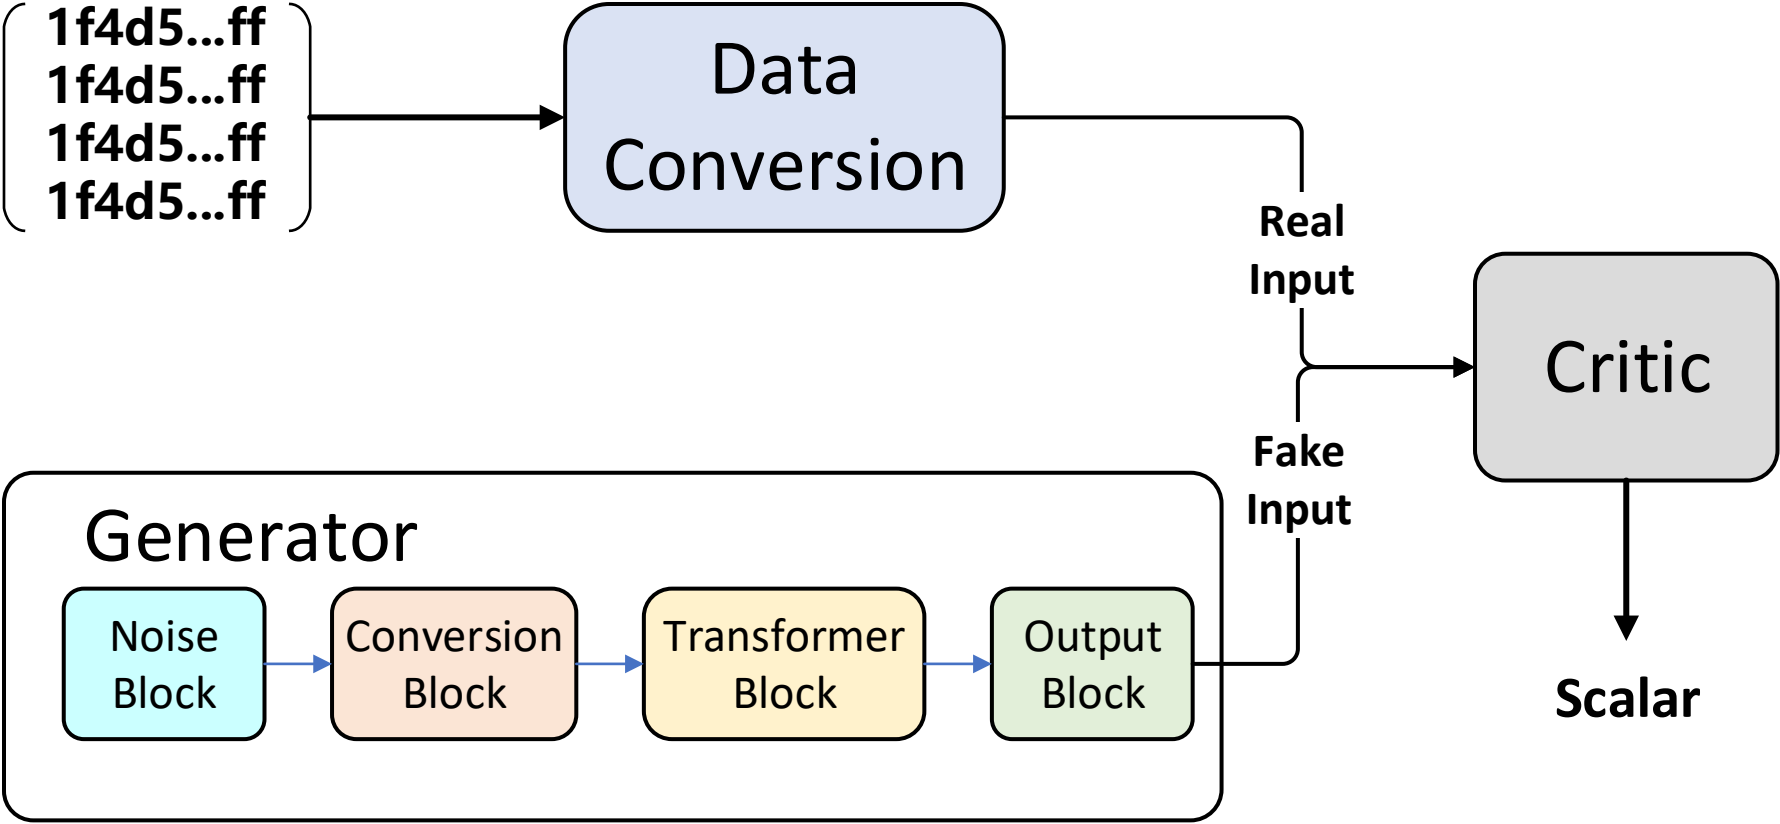 1f4d5...ff
1f4d5...ff
1f4d5...ff
1f4d5...ff
Data
Conversion
Real
Input
Critic
Fake
Input
Generator
Noise
Block
Conversion
Block
Transformer
Block
Output
Block
Scalar